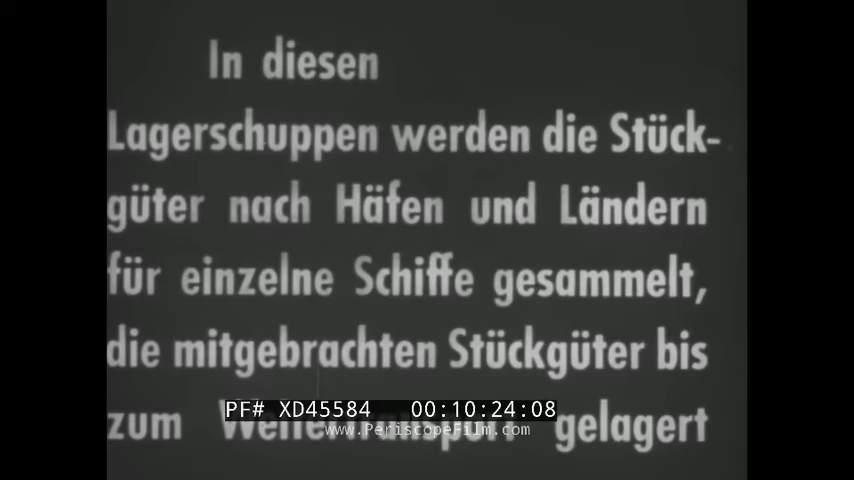 In diesen
Lagerschuppen werden die Stück-
güter nach Häfen und Ländern
für einzelne Schiffe gesammelt,
die mitgebrachten Stückgüter bis
zum Weitertransport gelagert
PF# XD45584 00:10:24:08
www.PeriscopeFilm.com